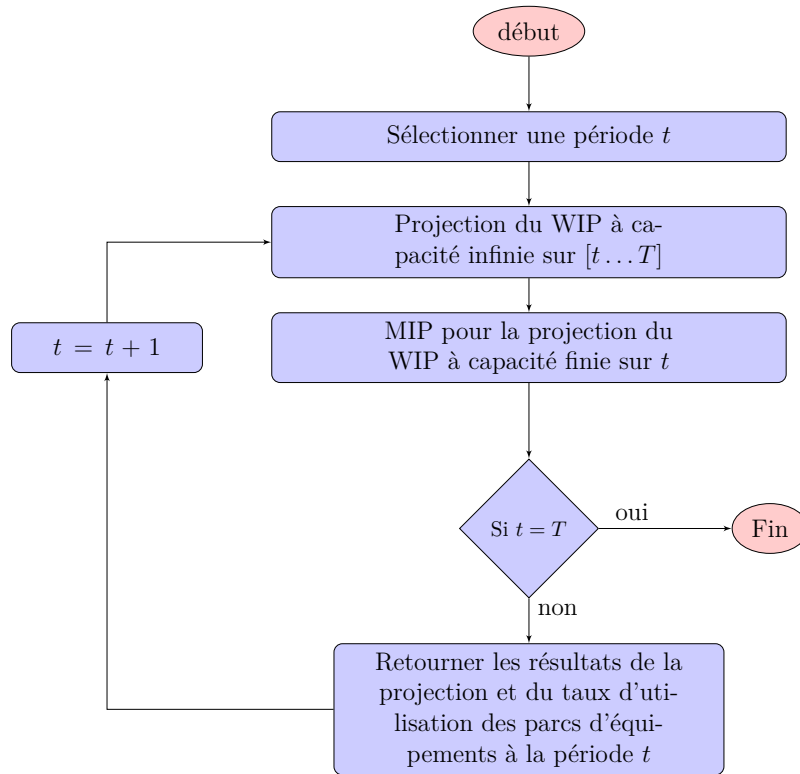 début
Sélectionner une période t
Projection du WIP à ca-
pacité infinie sur [t . . . T]
MIP pour la projection du
WIP à capacité finie sur t
t = t + 1
Si t = T
oui
Fin
non
Retourner les résultats de la
projection et du taux d'uti-
lisation des parcs d'équi-
pements à la période t